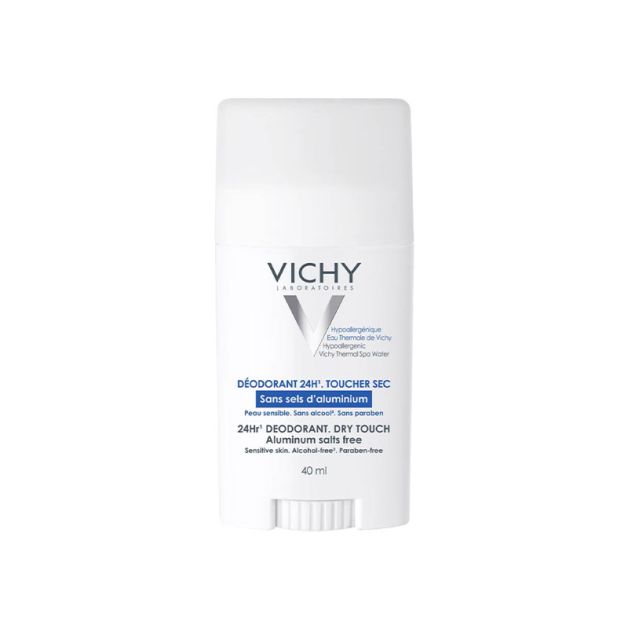 VICHY
LABORATOIRES
Hypoallergénique
Eau Thermale de Vichy
Hypoallergenic
Vichy Thermal Spa Water
DÉODORANT 24H¹. TOUCHER SEC
Sans sels d'aluminium
Peau sensible. Sans alcool². Sans paraben
24Hr¹ DEODORANT. DRY TOUCH
Aluminum salts free
Sensitive skin. Alcohol-free². Paraben-free
40 ml